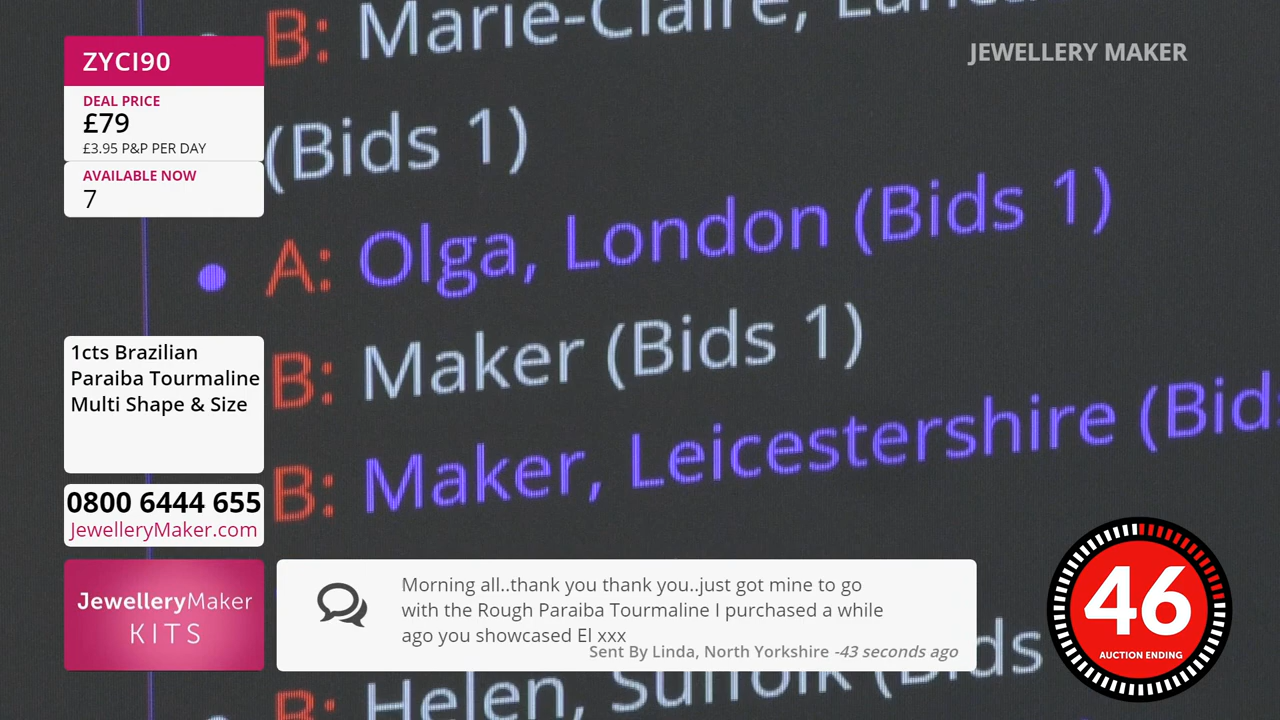 B: Marie-Claire,
ZYCI90
JEWELLERY MAKER
DEAL PRICE
£79
£3.95 P&P PER DAY
(Bids 1)
AVAILABLE NOW
7
A: Olga, London (Bids 1)
B: Maker (Bids 1)
1cts Brazilian
Paraiba Tourmaline
Multi Shape & Size
B: Maker, Leicestershire (Bids
0800 6444 655
JewelleryMaker.com
JewelleryMaker
KITS
Morning all..thank you thank you..just got mine to go
with the Rough Paraiba Tourmaline I purchased a while
ago you showcased El xxx
Sent By Linda, North Yorkshire -43 seconds ago
46
AUCTION ENDING
B: Helen, Suffolk (Bids